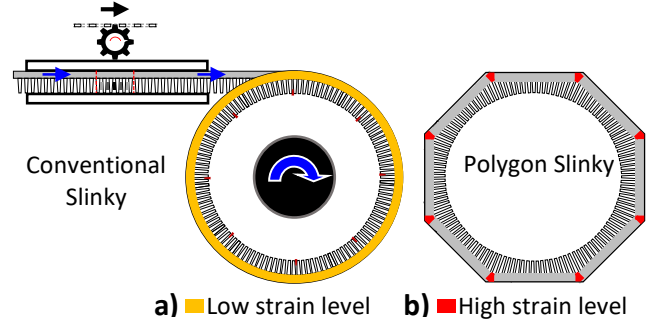 Conventional
Slinky
Polygon Slinky
a) Low strain level
b) High strain level